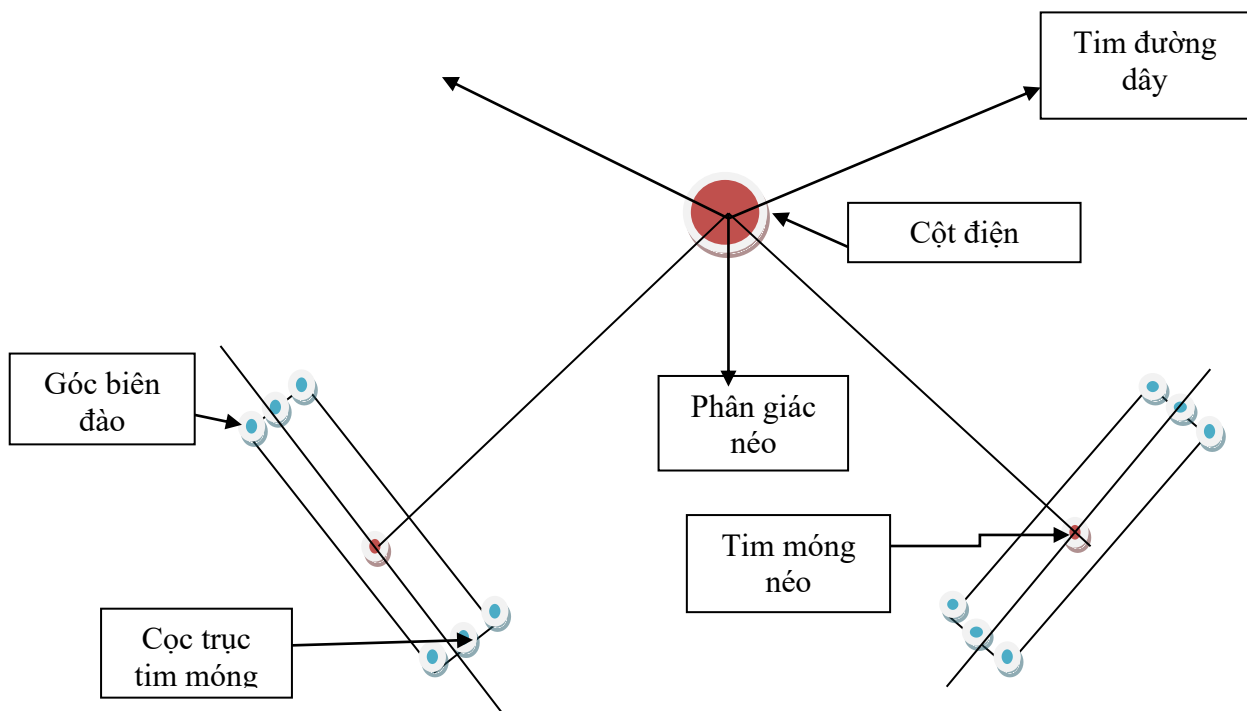 Tim đường
dây
Cột điện
Góc biên
đào
Phân giác
néo
Tim móng
néo
Cọc trục
tim móng